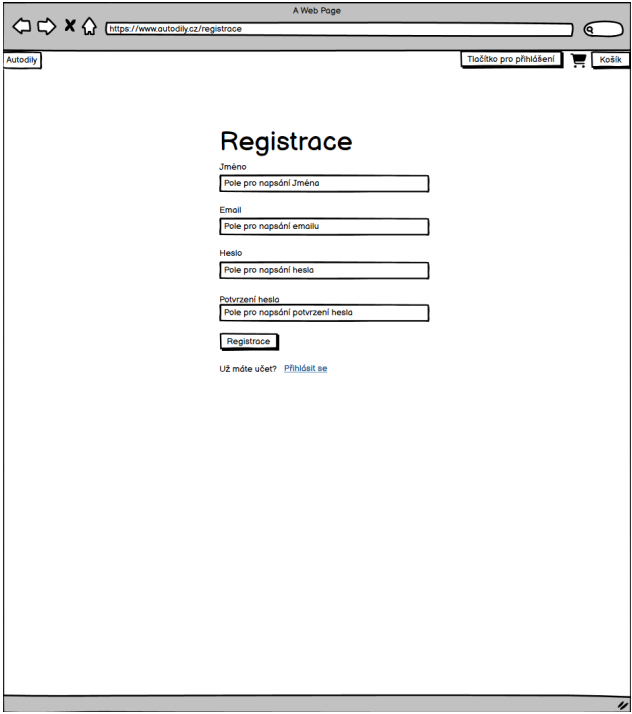 A Web Page
https://www.autodily.cz/registrace
Autodily
Tlačítko pro přihlášení
Košík
Registrace
Jméno
Pole pro napsání Jména
Email
Pole pro napsání emailu
Heslo
Pole pro napsání hesla
Potvrzení hesla
Pole pro napsání potvrzení hesla
Registrace
Už máte učet? Přihlásit se